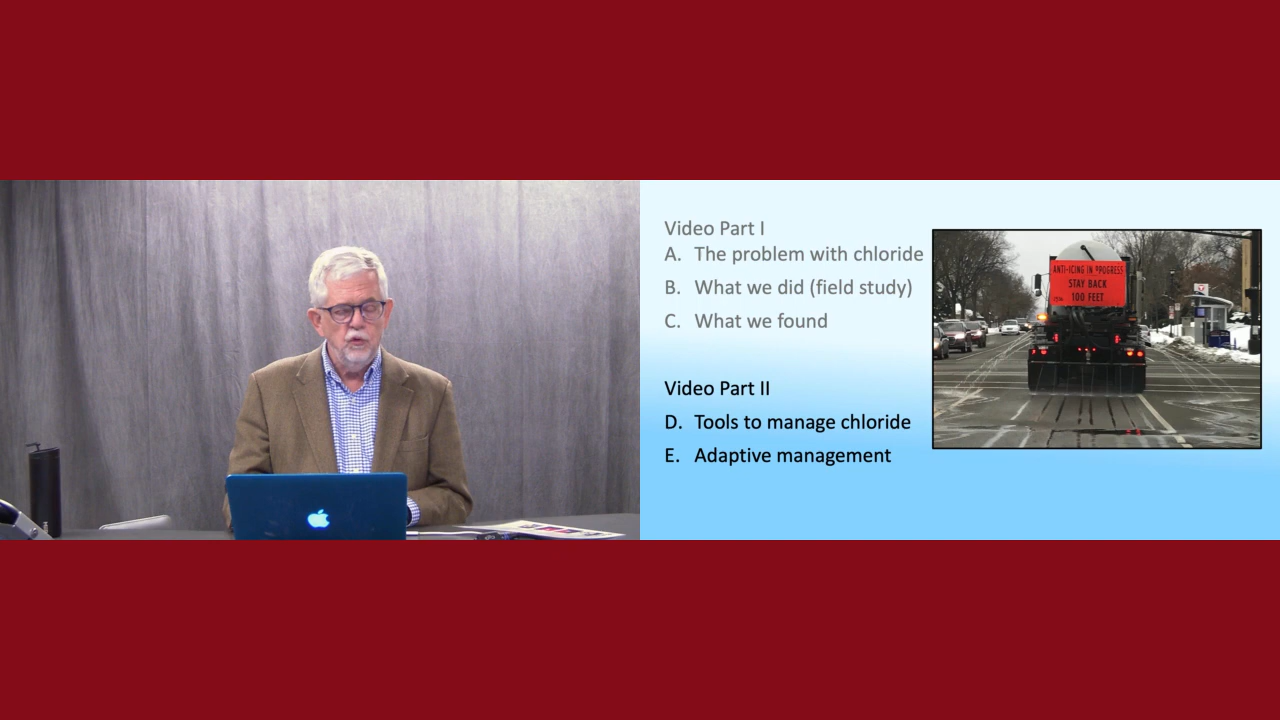 Video Part I
A. The problem with chloride
B. What we did (field study)
C. What we found
Video Part II
D. Tools to manage chloride
E. Adaptive management
ANTI-ICING IN PROGRESS
STAY BACK
100 FEET